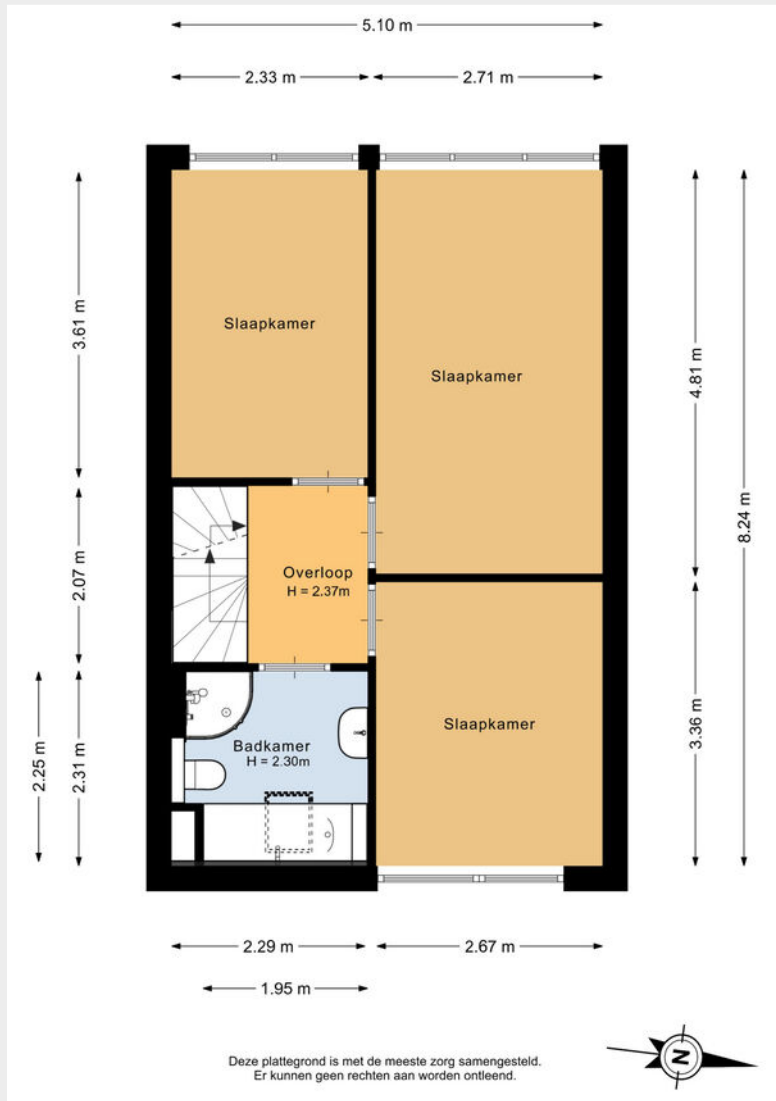 5.10 m
2.33 m
2.71 m
3.61 m
4.81 m
8.24 m
Slaapkamer
Slaapkamer
2.07 m
Overloop
H = 2.37m
2.25 m
2.31 m
3.36 m
Slaapkamer
Badkamer
H = 2.30m
2.29 m
2.67 m
1.95 m
N
Deze plattegrond is met de meeste zorg samengesteld.
Er kunnen geen rechten aan worden ontleend.